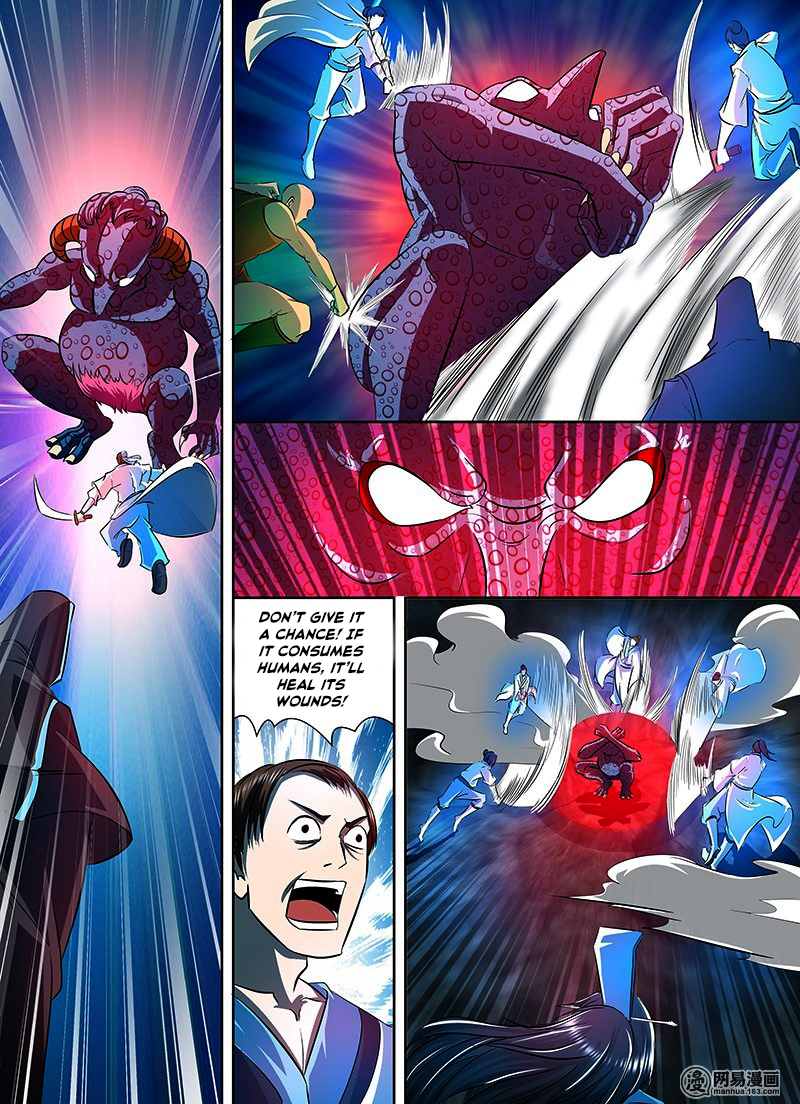 DON'T GIVE IT
A CHANCE! IF
IT CONSUMES
HUMANS, IT'LL
HEAL ITS
WOUNDS!
网易漫画
manhua.163.com